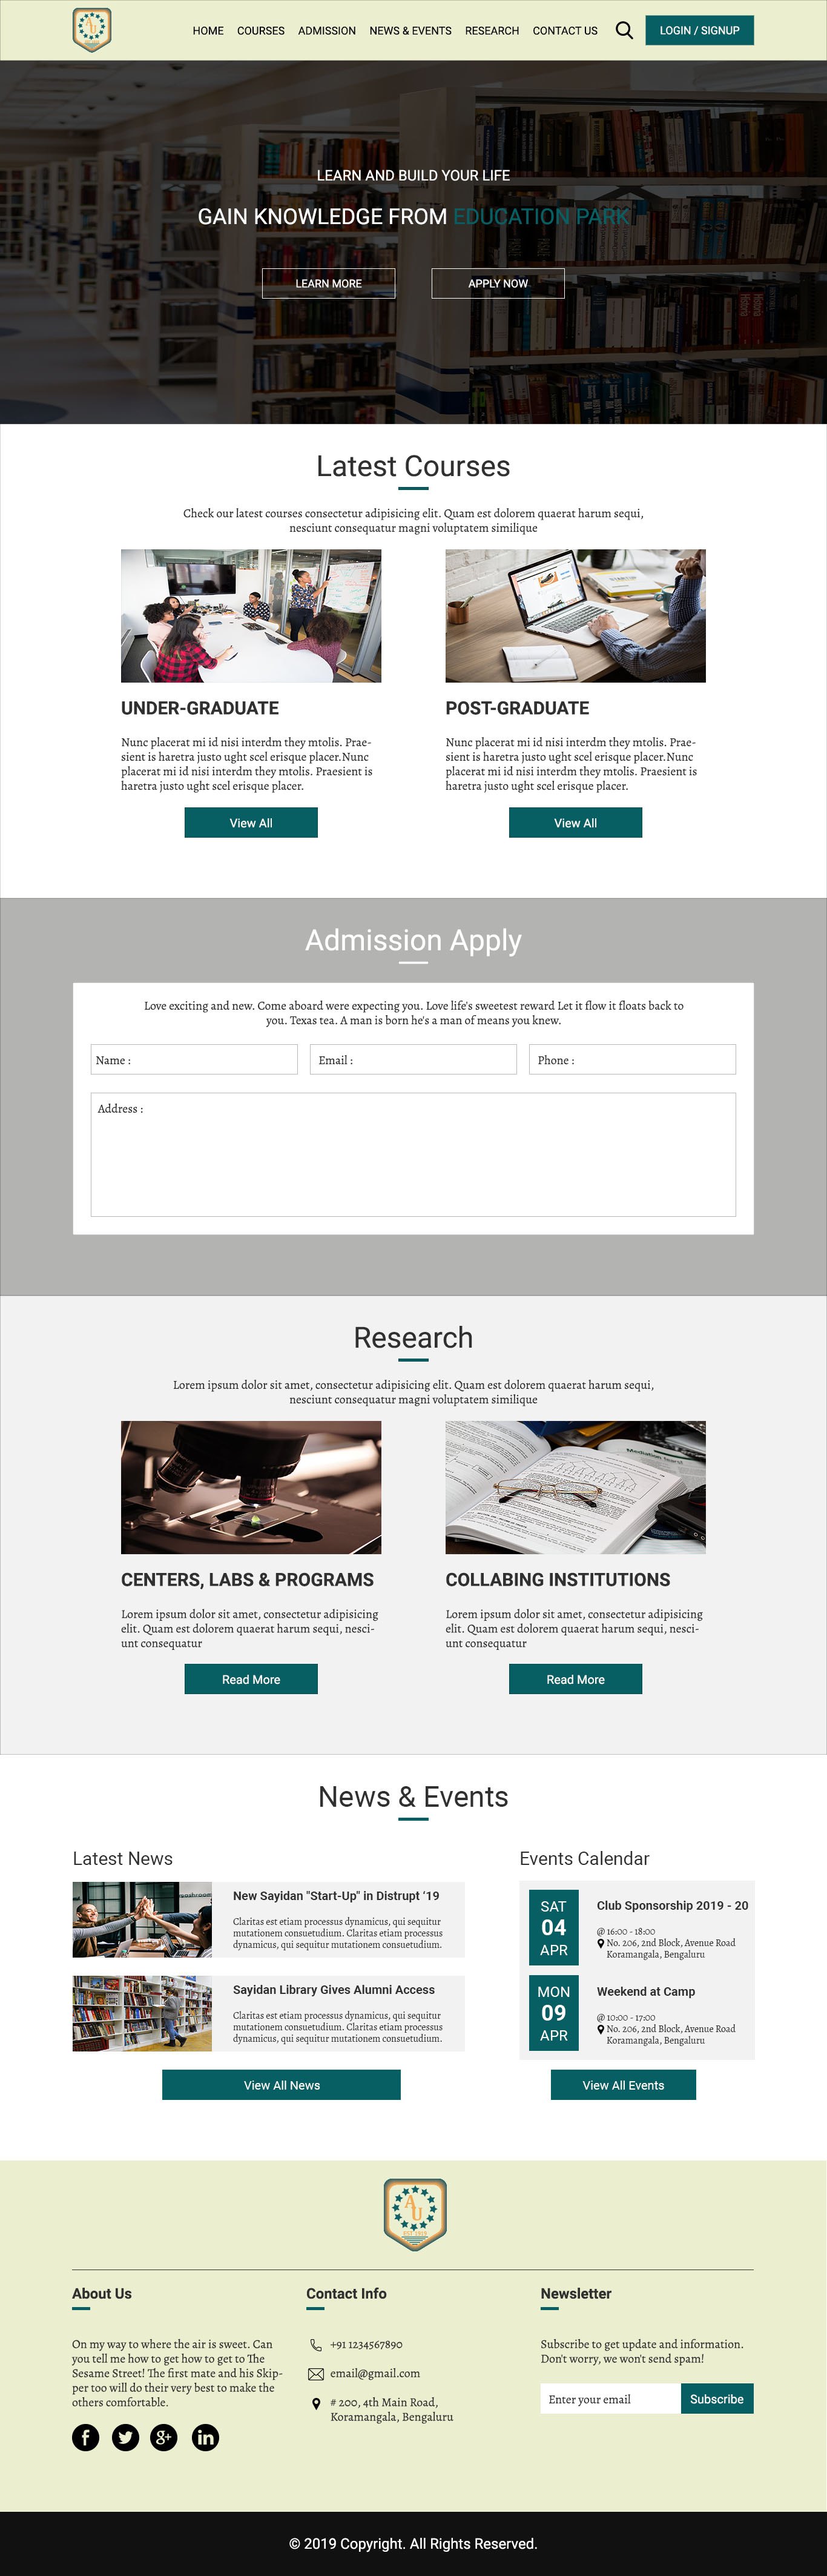 AU
HOME COURSES ADMISSION NEWS & EVENTS RESEARCH CONTACT US LOGIN / SIGNUP
LEARN AND BUILD YOUR LIFE
GAIN KNOWLEDGE FROM EDUCATION PARK
LEARN MORE APPLY NOW
Latest Courses
Check our latest courses consectetur adipisicing elit. Quam est dolorem quaerat harum sequi,
nesciunt consequatur magni voluptatem similique
UNDER-GRADUATE
Nunc placerat mi id nisi interdm they mtolis. Prae-
sient is haretra justo ught scel erisque placer.Nunc
placerat mi id nisi interdm they mtolis. Praesient is
haretra justo ught scel erisque placer.
View All
POST-GRADUATE
Nunc placerat mi id nisi interdm they mtolis. Prae-
sient is haretra justo ught scel erisque placer.Nunc
placerat mi id nisi interdm they mtolis. Praesient is
haretra justo ught scel erisque placer.
View All
Admission Apply
Love exciting and new. Come aboard were expecting you. Love life's sweetest reward Let it flow it floats back to
you. Texas tea. A man is born he's a man of means you knew.
Name : Email : Phone :
Address :
Research
Lorem ipsum dolor sit amet, consectetur adipisicing elit. Quam est dolorem quaerat harum sequi,
nesciunt consequatur magni voluptatem similique
CENTERS, LABS & PROGRAMS
Lorem ipsum dolor sit amet, consectetur adipisicing
elit. Quam est dolorem quaerat harum sequi, nesci-
unt consequatur
Read More
COLLABING INSTITUTIONS
Lorem ipsum dolor sit amet, consectetur adipisicing
elit. Quam est dolorem quaerat harum sequi, nesci-
unt consequatur
Read More
News & Events
Latest News
New Sayidan "Start-Up" in Distrupt ‘19
Claritas est etiam processus dynamicus, qui sequitur
mutationem consuetudium. Claritas etiam processus
dynamicus, qui sequitur mutationem consuetudium.
Sayidan Library Gives Alumni Access
Claritas est etiam processus dynamicus, qui sequitur
mutationem consuetudium. Claritas etiam processus
dynamicus, qui sequitur mutationem consuetudium.
View All News
Events Calendar
SAT
04
APR
Club Sponsorship 2019 - 20
@ 16:00 - 18:00
No. 206, 2nd Block, Avenue Road
Koramangala, Bengaluru
MON
09
APR
Weekend at Camp
@ 10:00 - 17:00
No. 206, 2nd Block, Avenue Road
Koramangala, Bengaluru
View All Events
AU
About Us
On my way to where the air is sweet. Can
you tell me how to get how to get to The
Sesame Street! The first mate and his Skip-
per too will do their very best to make the
others comfortable.
f g+ in
Contact Info
+91 1234567890
email@gmail.com
# 200, 4th Main Road,
Koramangala, Bengaluru
Newsletter
Subscribe to get update and information.
Don't worry, we won't send spam!
Enter your email Subscribe
© 2019 Copyright. All Rights Reserved.